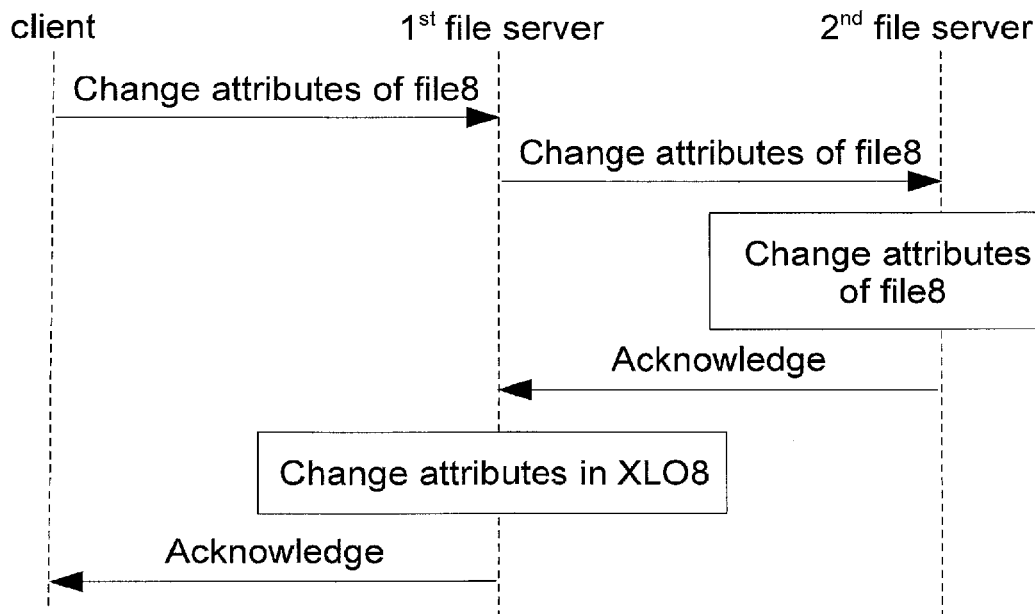 client
1st file server
2nd file server
Change attributes of file8
Change attributes of file8
Change attributes
of file8
Acknowledge
Change attributes in XLO8
Acknowledge